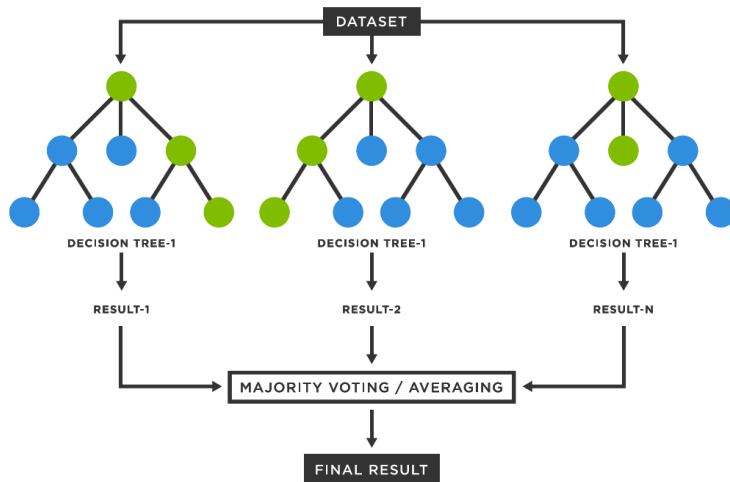 DATASET
DECISION TREE-1
DECISION TREE-1
DECISION TREE-1
RESULT-1
RESULT-2
RESULT-N
MAJORITY VOTING / AVERAGING
FINAL RESULT